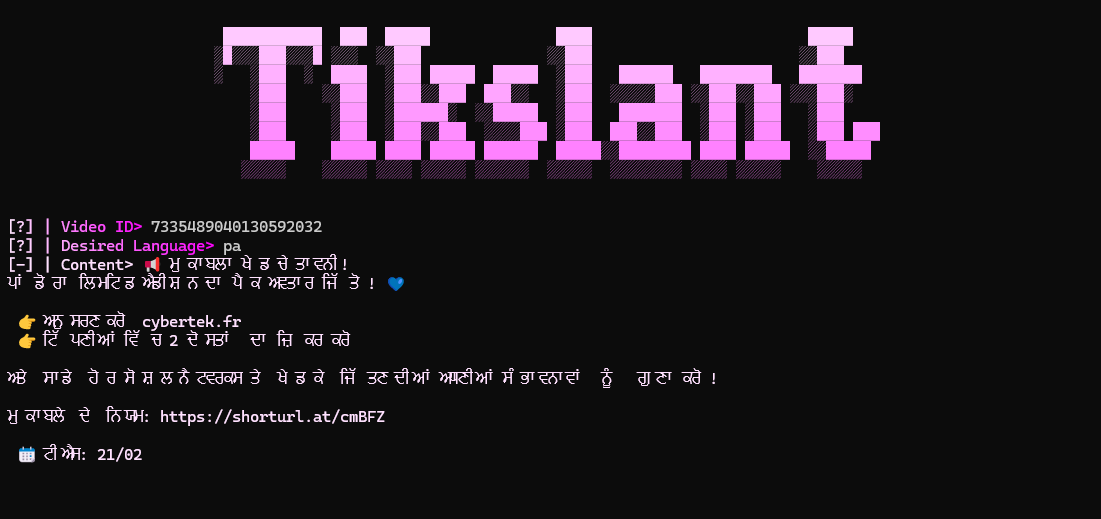 Tikslant
[?] | Video ID> 7335489040130592032
[?] | Desired Language> pa
[-] | Content> 📢 ਮੁਕਾਬਲਾ ਖੇਡ ਚੇਤਾਵਨੀ!
ਪਾਂਡੋਰਾ ਲਿਮਟਿਡ ਐਡੀਸ਼ਨ ਦਾ ਪੈਕ ਅਵਤਾਰ ਜਿੱਤੋ ! 💙
👉 ਅਨੁਸਰਣ ਕਰੋ cybertek.fr
👉 ਟਿੱਪਣੀਆਂ ਵਿੱਚ 2 ਦੋਸਤਾਂ ਦਾ ਜ਼ਿਕਰ ਕਰੋ
ਅਤੇ ਸਾਡੇ ਹੋਰ ਸੋਸ਼ਲ ਨੈਟਵਰਕਸ ਤੇ ਖੇਡ ਕੇ ਜਿੱਤਣ ਦੀਆਂ ਆਪਣੀਆਂ ਸੰਭਾਵਨਾਵਾਂ ਨੂੰ ਗੁਣਾ ਕਰੋ !
ਮੁਕਾਬਲੇ ਦੇ ਨਿਯਮ: https://shorturl.at/cmBFZ
📅 ਟੀਐਸ: 21/02